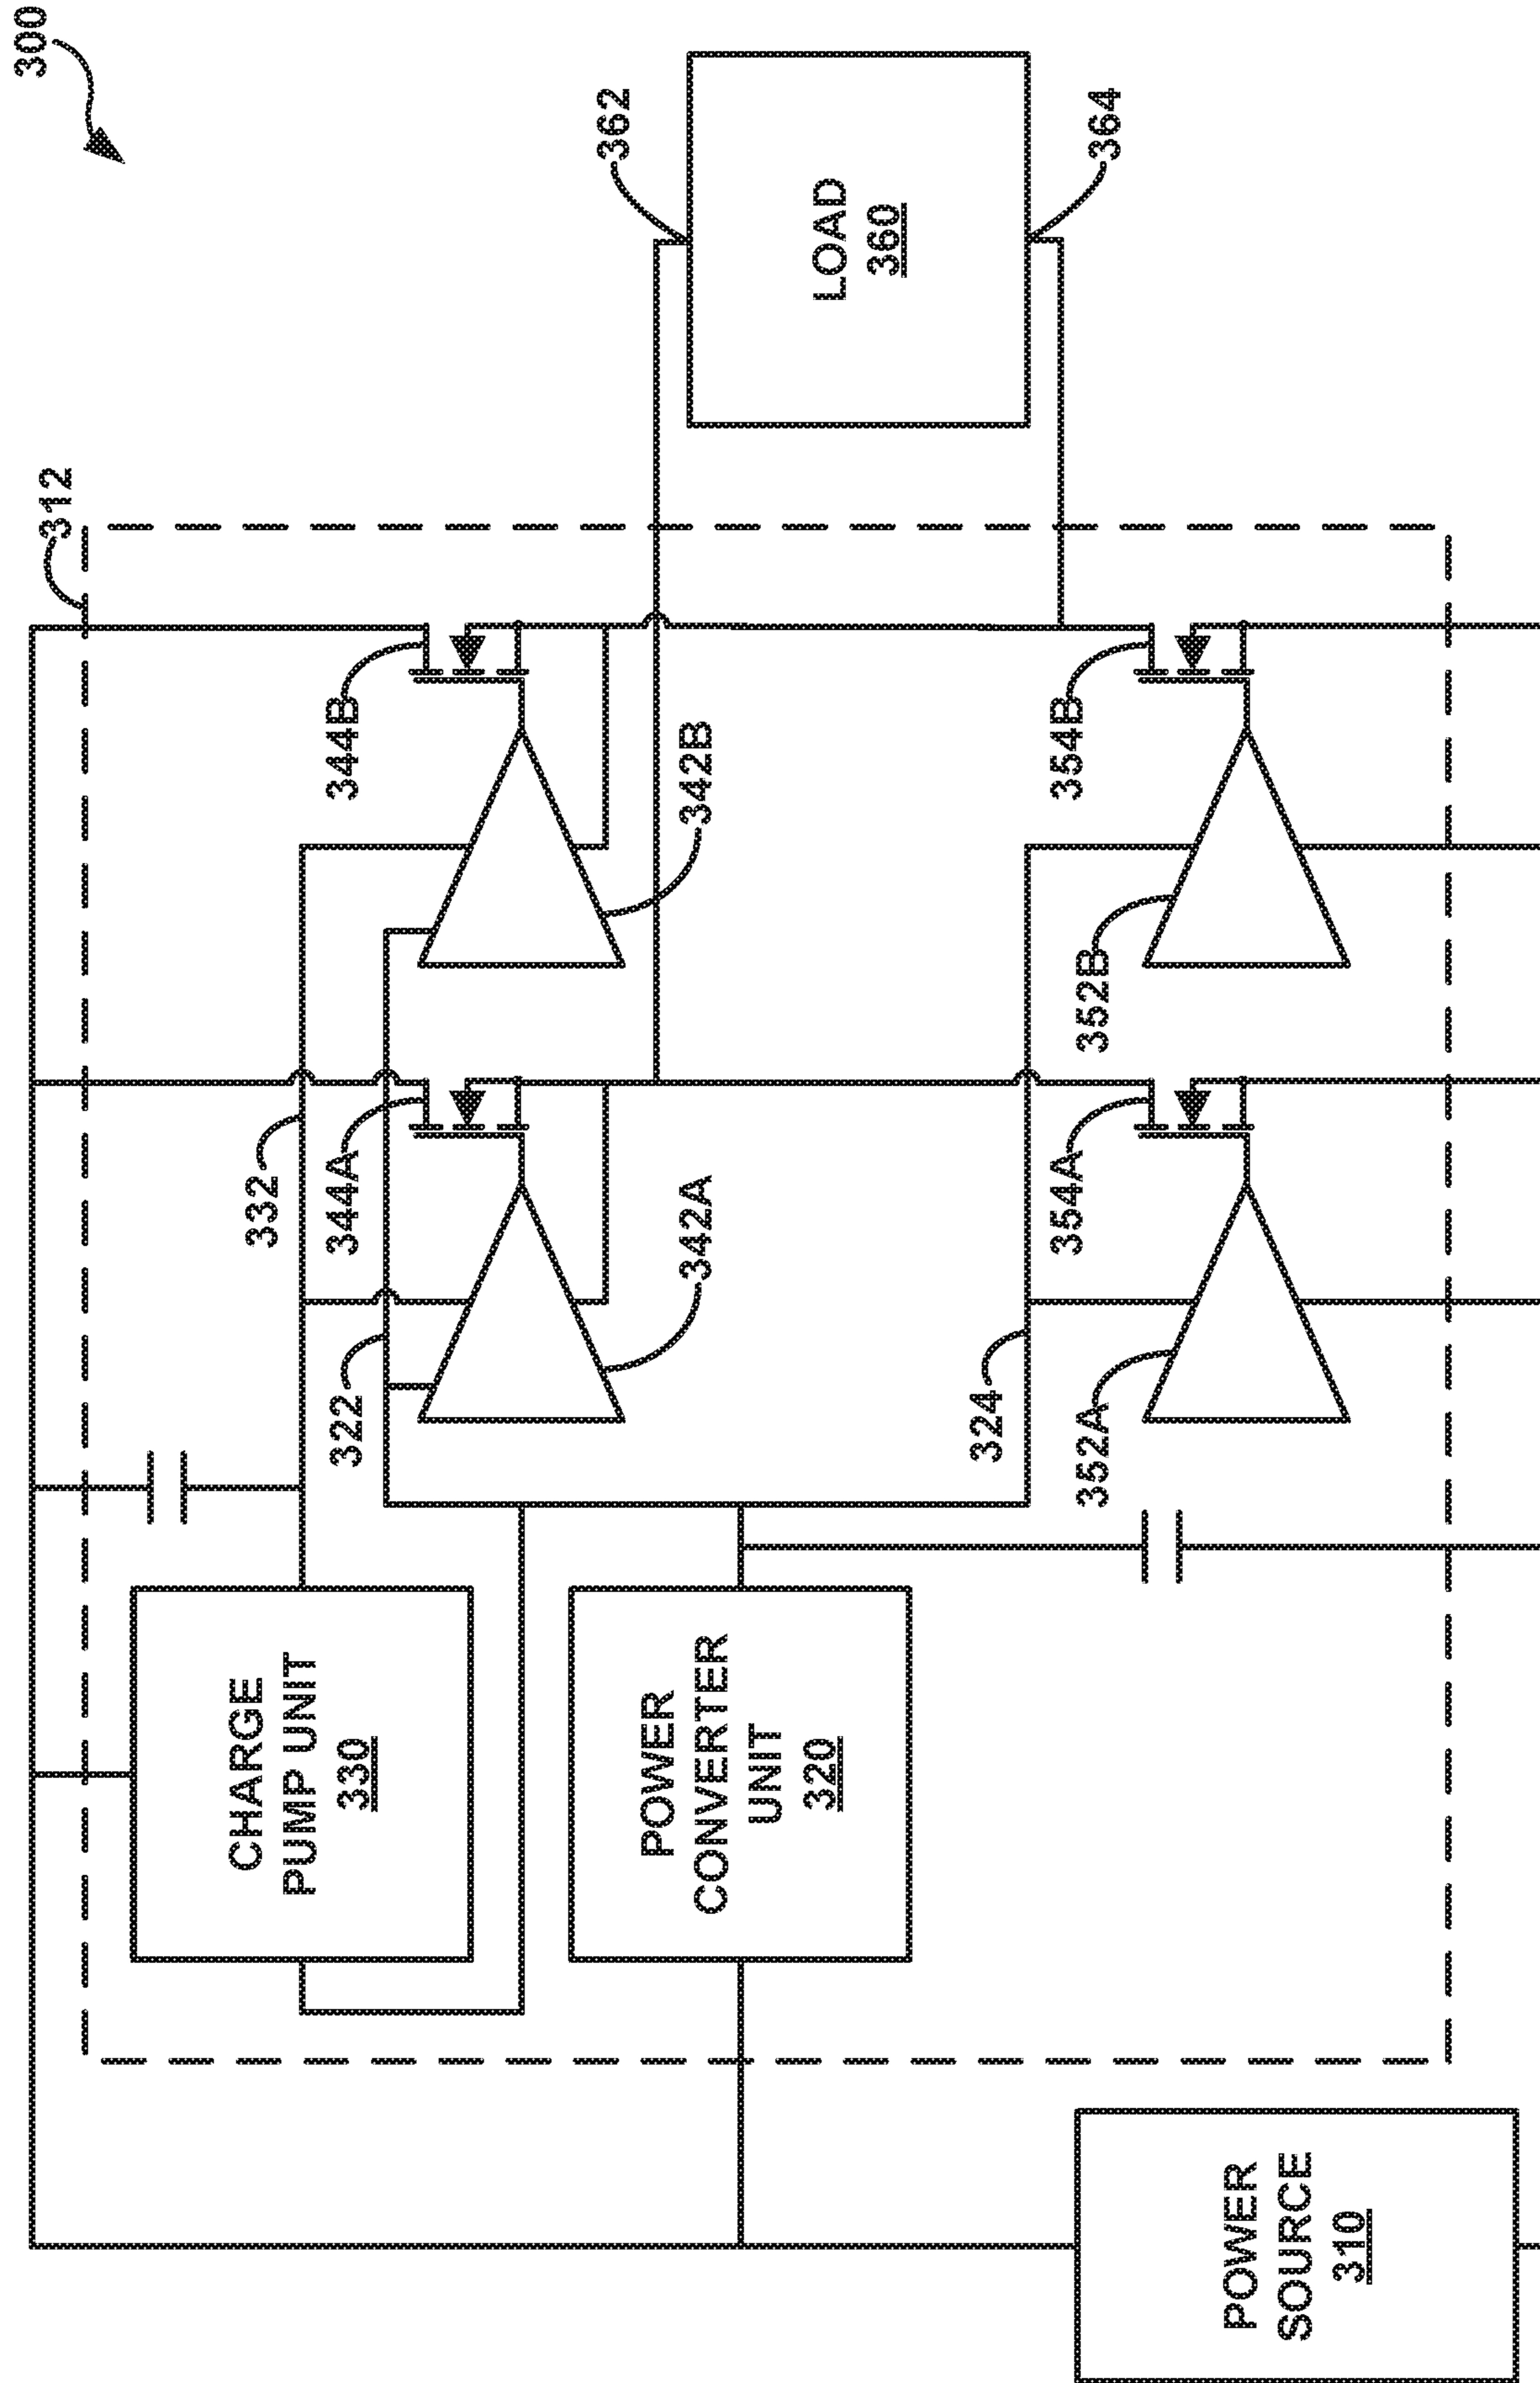 300
312
CHARGE
PUMP UNIT
330
332
344A
344B
322
342A
342B
362
LOAD
360
364
POWER
CONVERTER
UNIT
320
324
354A
354B
352A
352B
POWER
SOURCE
310